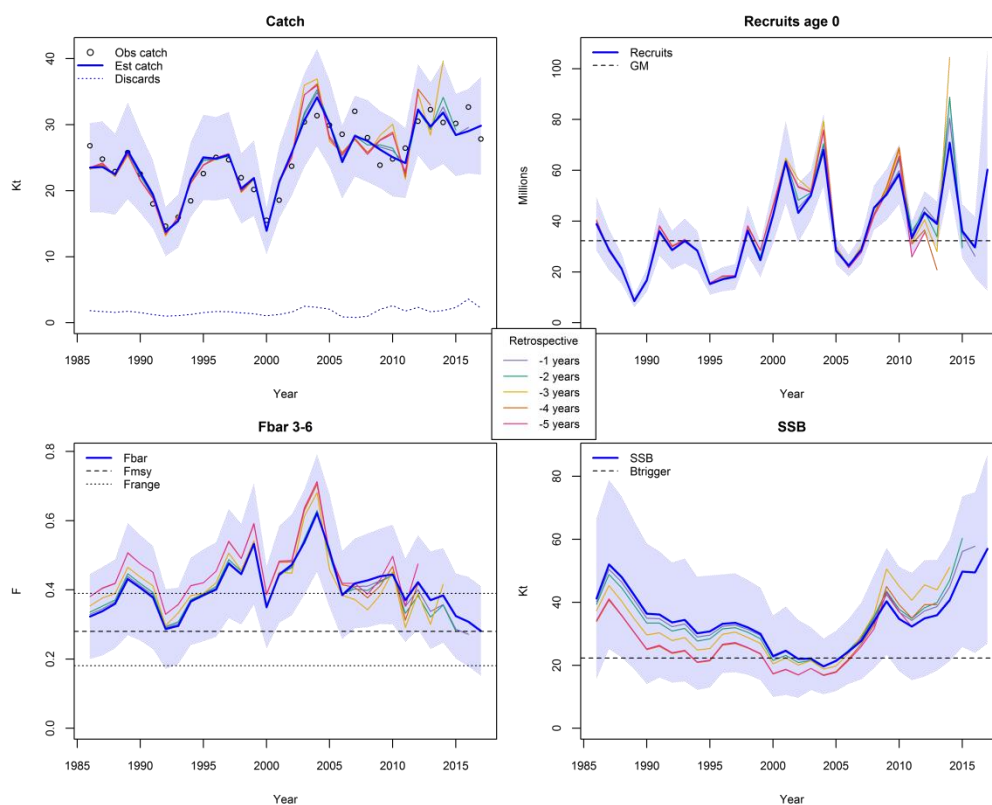 Catch
Obs catch
Est catch
Discards
Kt
0 10 20 30 40
1985 1990 1995 2000 2005 2010 2015
Year
Recruits age 0
Recruits
GM
Millions
0 20 40 60 80 100
1990 1995 2000 2005 2010 2015
Year
Retrospective
-1 years
-2 years
-3 years
-4 years
-5 years
Fbar 3-6
Fbar
Fmsy
Frange
F
0.0 0.2 0.4 0.6 0.8
1985 1990 1995 2000 2005 2010 2015
Year
SSB
SSB
Btrigger
Kt
0 20 40 60 80
1985 1990 1995 2000 2005 2010 2015
Year